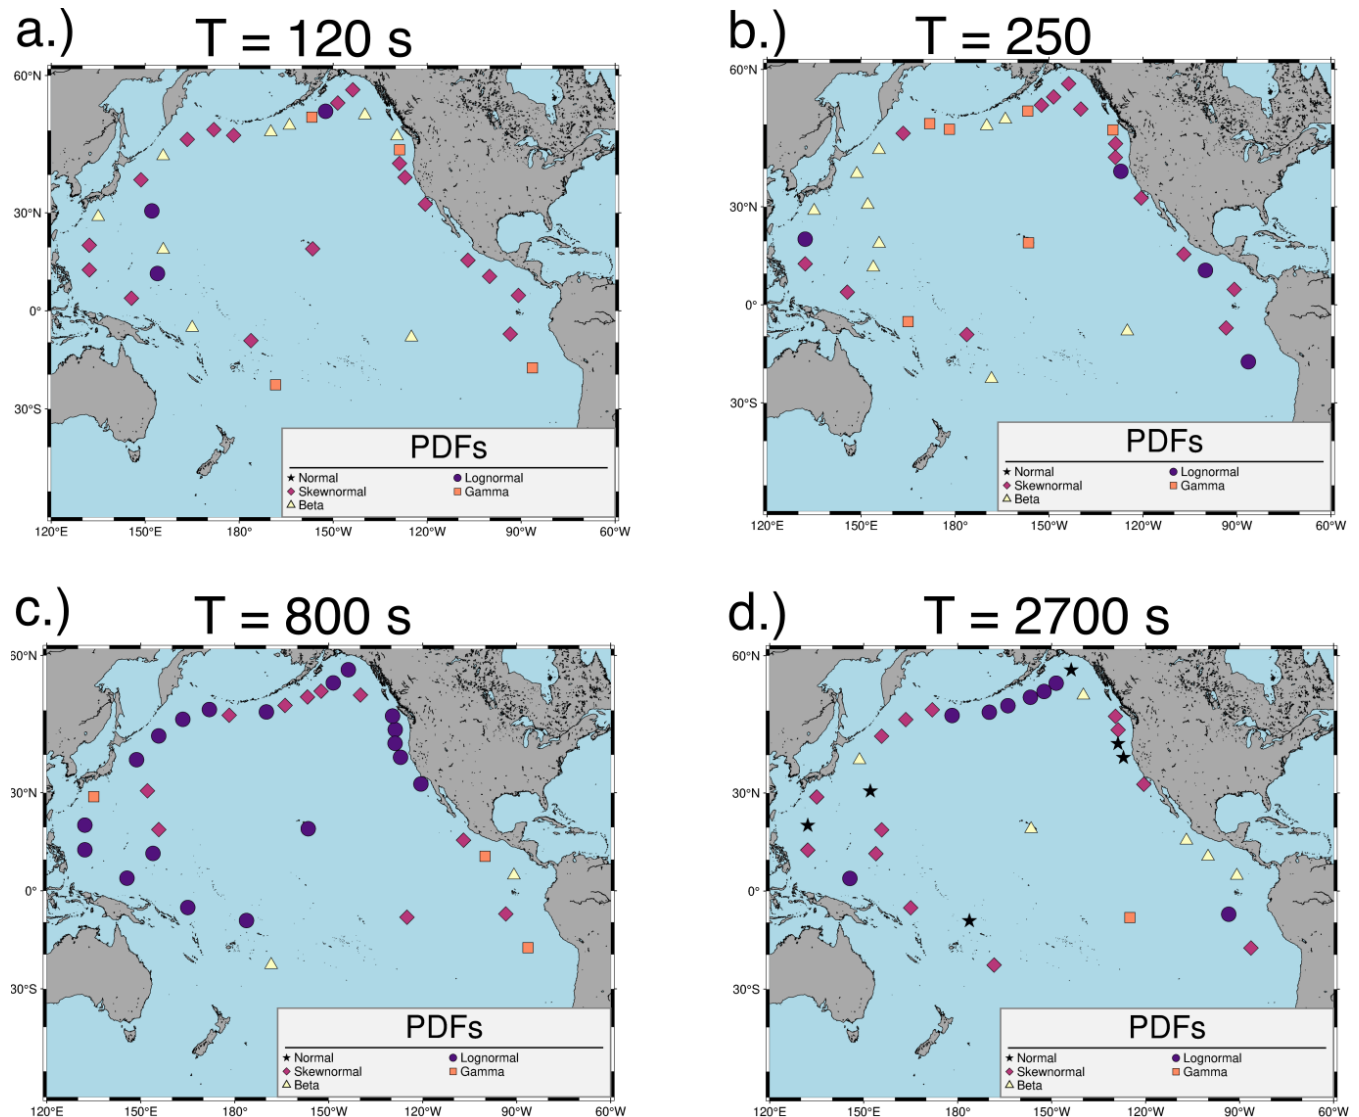 a.) T = 120 s
60°N
30°N
0°
30°S
PDFs
Normal Lognormal
Skewnormal Gamma
Beta
120°E 150°E 180° 150°W 120°W 90°W 60°W
b.) T = 250
60°N
30°N
0°
30°S
PDFs
Normal Lognormal
Skewnormal Gamma
Beta
120°E 150°E 180° 150°W 120°W 90°W 60°W
c.) T = 800 s
60°N
30°N
0°
30°S
PDFs
Normal Lognormal
Skewnormal Gamma
Beta
120°E 150°E 180° 150°W 120°W 90°W 60°W
d.) T = 2700 s
60°N
30°N
0°
30°S
PDFs
Normal Lognormal
Skewnormal Gamma
Beta
120°E 150°E 180° 150°W 120°W 90°W 60°W